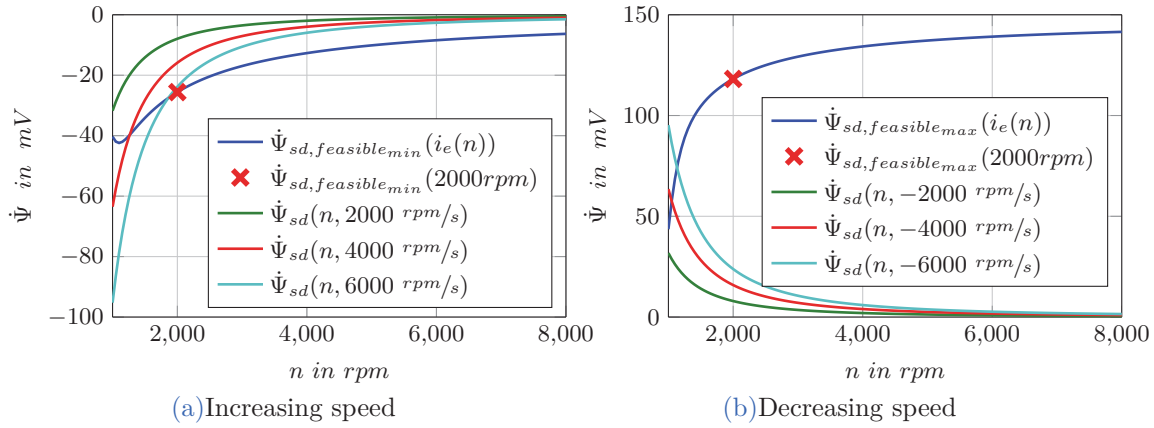 0
−20
−40
−60
−80
−100
2,000
4,000
6,000
8,000
Ψ̇ in mV
n in rpm
Ψ̇sd,feasiblemin(ie(n))
Ψ̇sd,feasiblemin(2000rpm)
Ψ̇sd(n, 2000 rpm/s)
Ψ̇sd(n, 4000 rpm/s)
Ψ̇sd(n, 6000 rpm/s)
(a)Increasing speed
150
100
50
0
2,000
4,000
6,000
8,000
Ψ̇ in mV
n in rpm
Ψ̇sd,feasiblemax(ie(n))
Ψ̇sd,feasiblemax(2000rpm)
Ψ̇sd(n, −2000 rpm/s)
Ψ̇sd(n, −4000 rpm/s)
Ψ̇sd(n, −6000 rpm/s)
(b)Decreasing speed